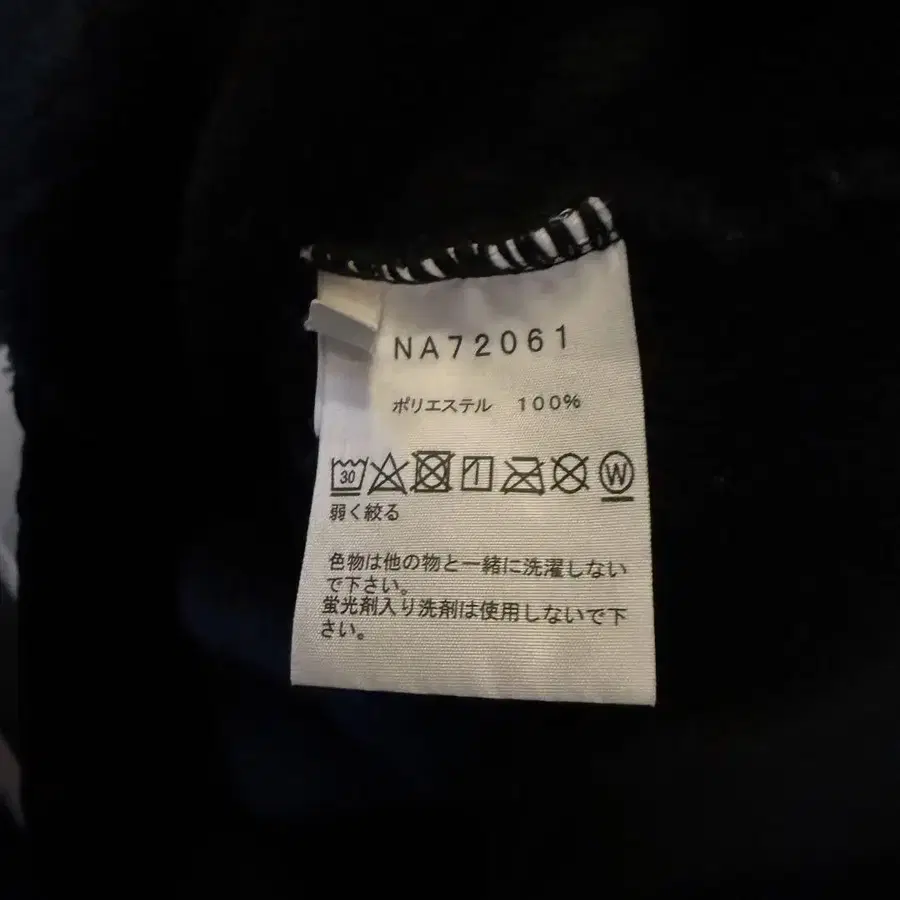 NA72061
ポリエステル 100%
30 W
弱く絞る
色物は他の物と一緒に洗濯しない
で下さい。
蛍光剤入り洗剤は使用しないで下
さい。